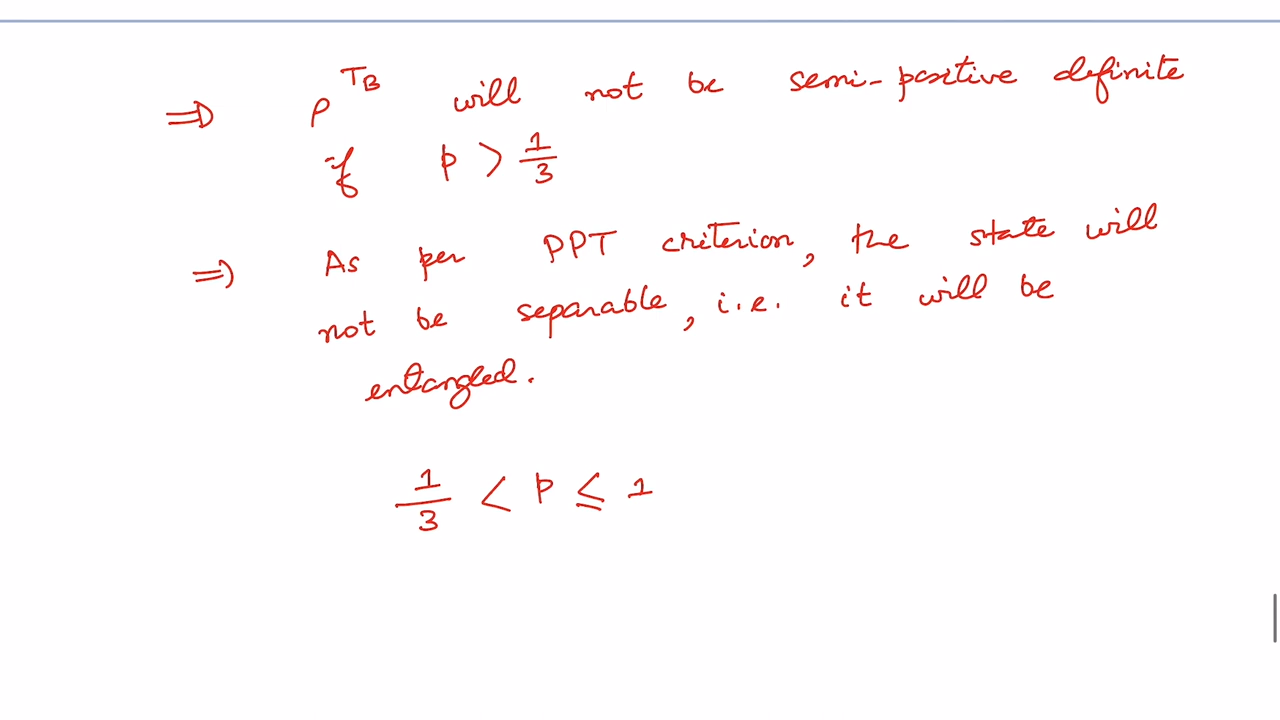 ⇒ ρ^{T_B} will not be semi-positive definite
if p > 1/3
⇒ As per PPT criterion, the state will
not be separable, i.e. it will be
entangled.
1/3 < p ≤ 1